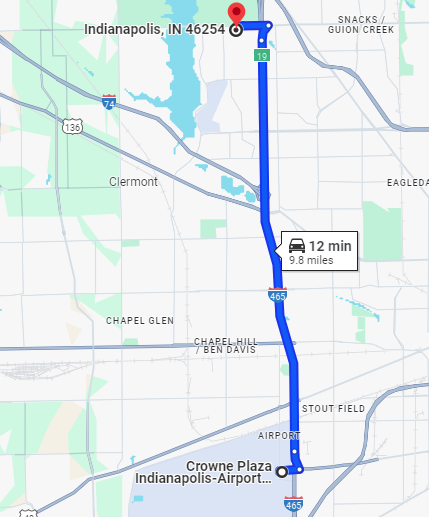 SNACKS /
GUION CREEK
Indianapolis, IN 46254
19
74
136
Clermont
EAGLEDA
12 min
9.8 miles
465
CHAPEL GLEN
CHAPEL HILL
/ BEN DAVIS
STOUT FIELD
AIRPORT
Crowne Plaza
Indianapolis-Airport...
465